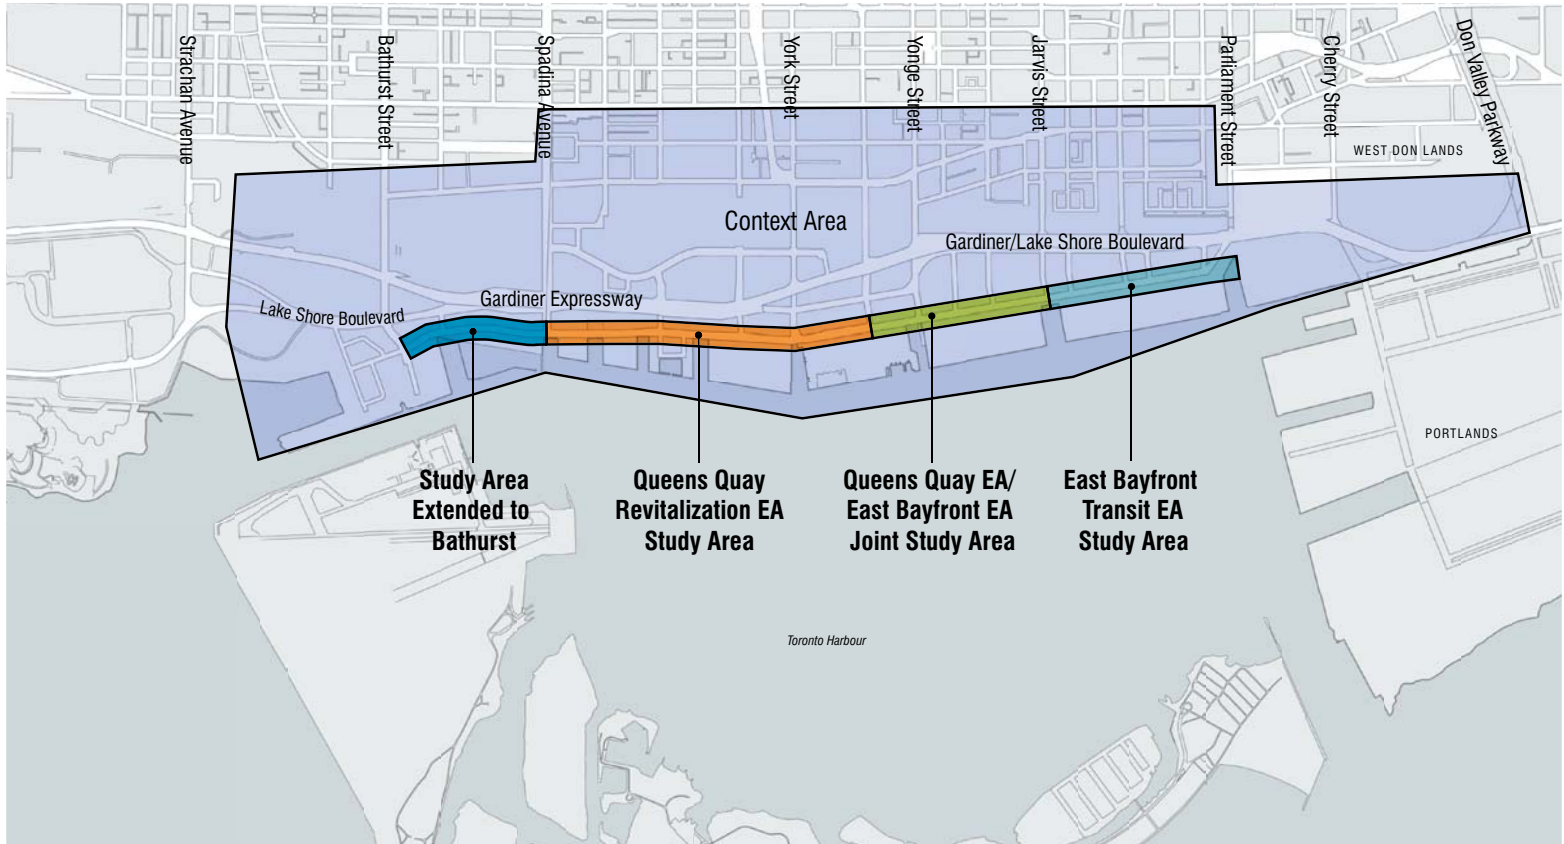 Strachan Avenue
Bathurst Street
Spadina Avenue
York Street
Yonge Street
Jarvis Street
Parliament Street
Cherry Street
Don Valley Parkway
WEST DON LANDS
Context Area
Gardiner/Lake Shore Boulevard
Gardiner Expressway
Lake Shore Boulevard
PORTLANDS
Study Area
Extended to
Bathurst
Queens Quay
Revitalization EA
Study Area
Queens Quay EA/
East Bayfront EA
Joint Study Area
East Bayfront
Transit EA
Study Area
Toronto Harbour